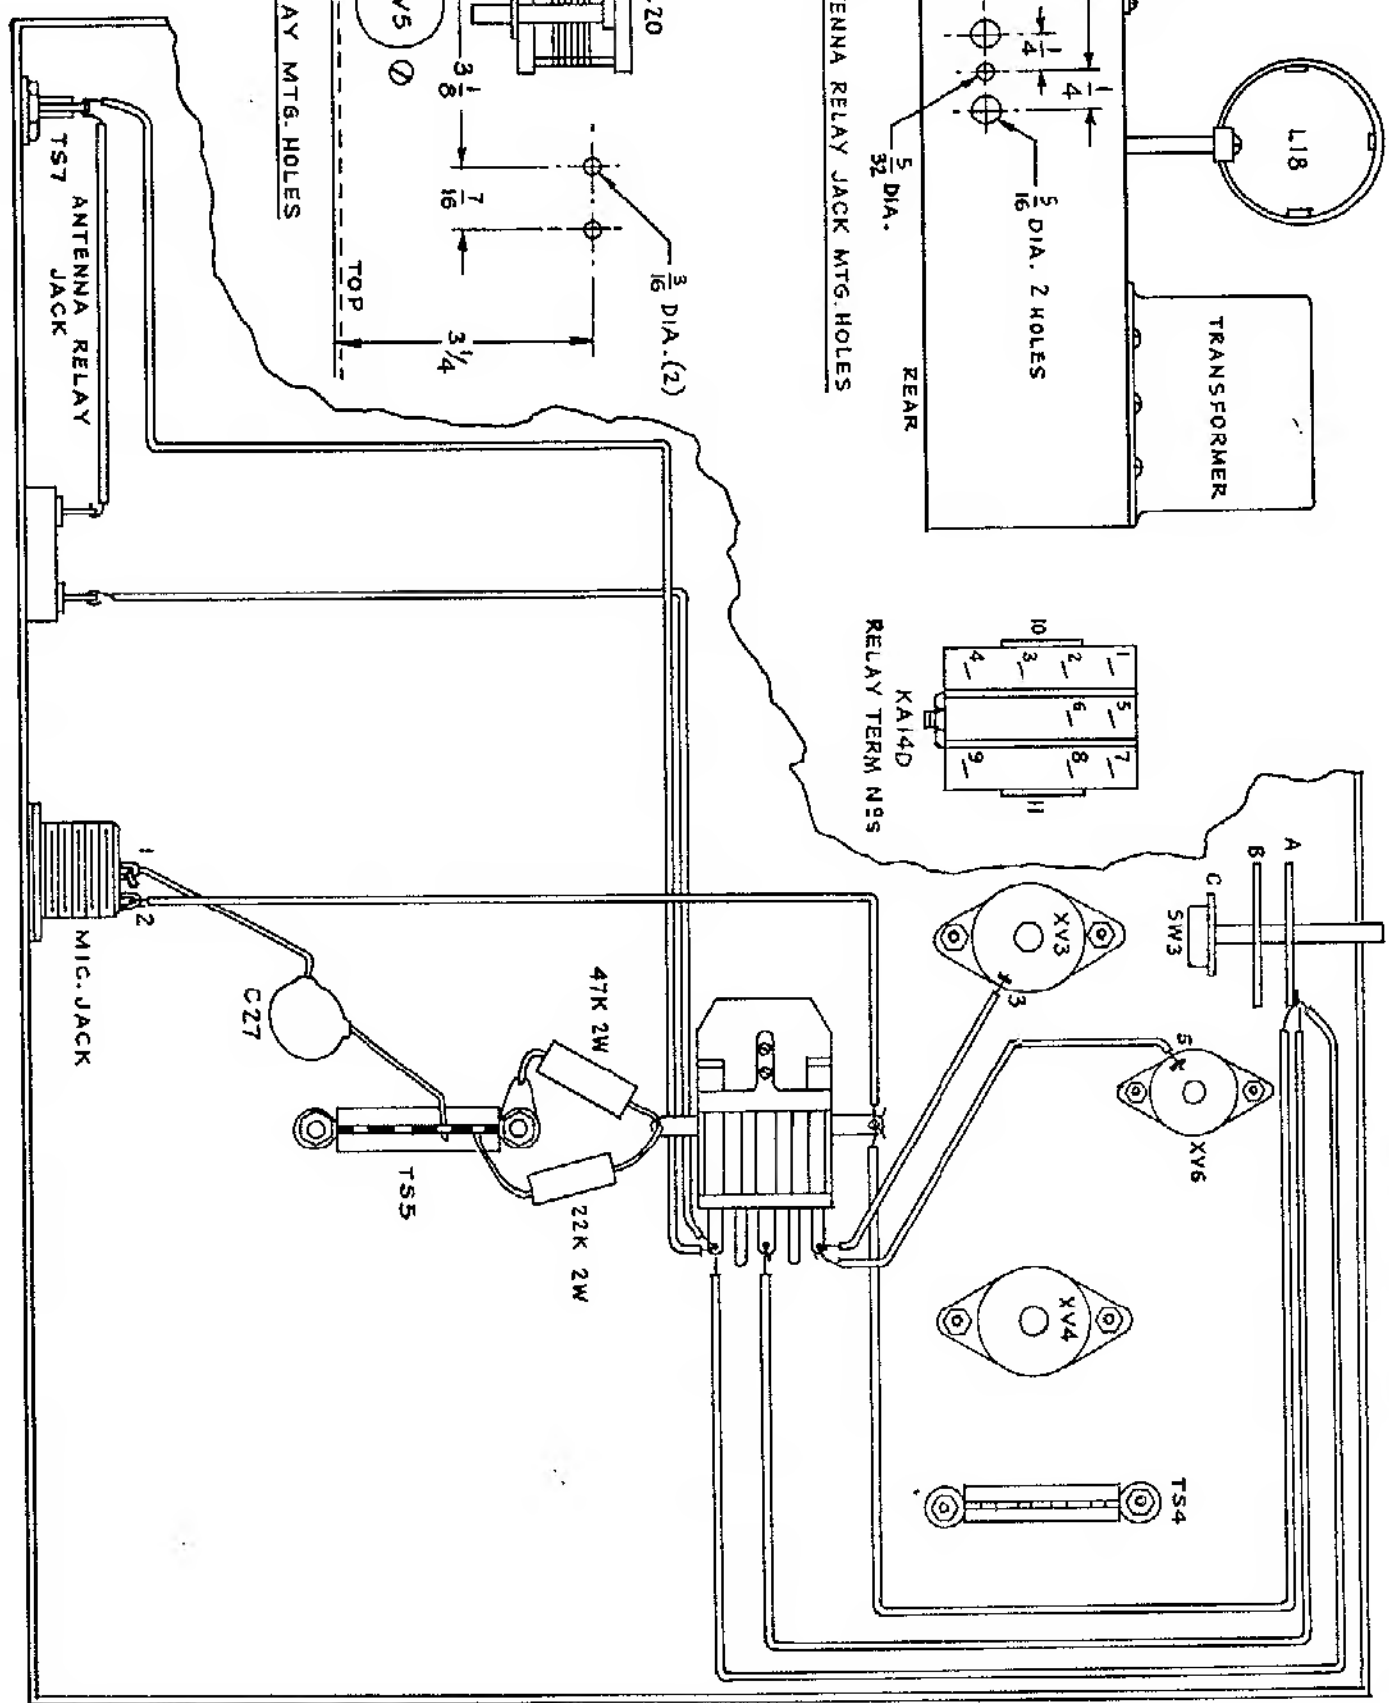 L18
TRANSFORMER
1/4
1/4
5/16 DIA. 2 HOLES
5/32 DIA.
REAR
ENNA RELAY JACK MTG. HOLES
20
V5
3 1/8
7/16
3/16 DIA.(2)
3 1/4
TOP
AY MTG. HOLES
TS7
ANTENNA RELAY
JACK
10
1
2
3
4
5
6
7
8
9
11
KA14D
RELAY TERM NOS
A
B
C
SW3
XV3
3
5
XV6
XV4
TS4
1
2
MIC. JACK
C27
47K 2W
22K 2W
TS5